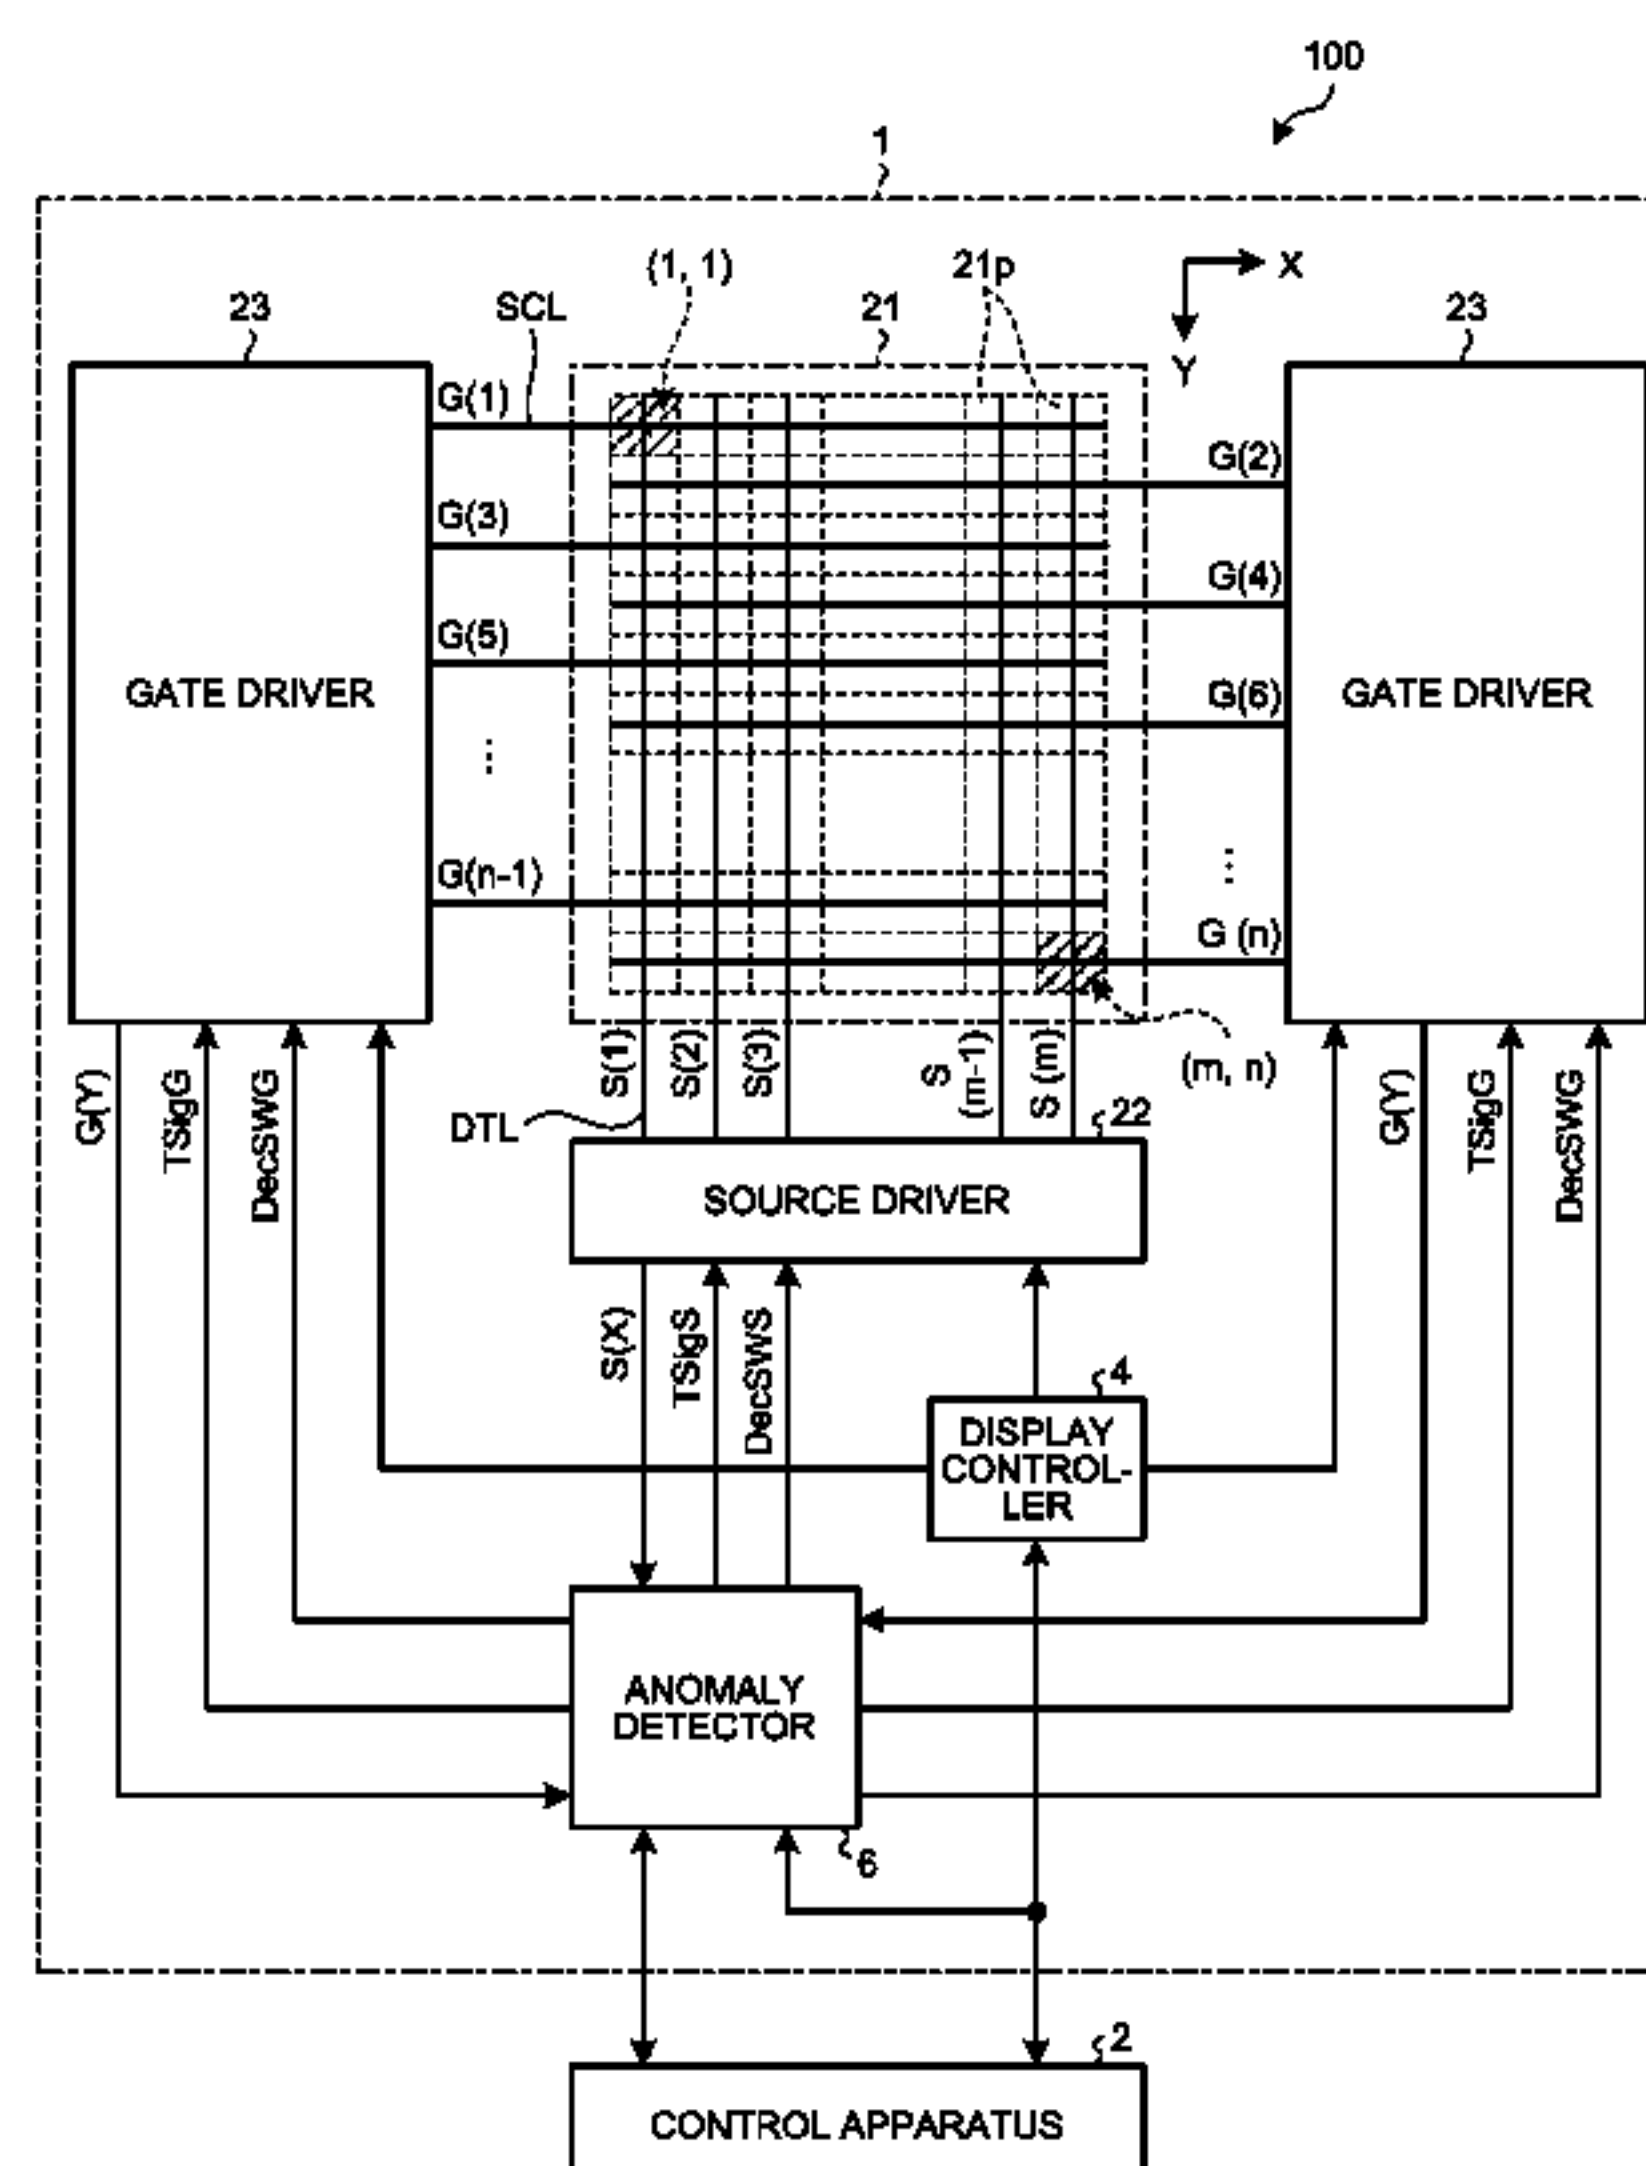 100
1
(1, 1)
21p
X
23
SCL
21
23
Y
G(1)
G(2)
G(3)
G(4)
G(5)
GATE DRIVER
G(6)
GATE DRIVER
⋮
G(n-1)
⋮
G (n)
S(1)
S(2)
S(3)
S
(m-1)
S (m)
(m, n)
G(Y)
TSigG
DecSWG
DTL
22
G(Y)
TSigG
DecSWG
SOURCE DRIVER
S(X)
TSigS
DecSWS
4
DISPLAY
CONTROL-
LER
ANOMALY
DETECTOR
6
2
CONTROL APPARATUS